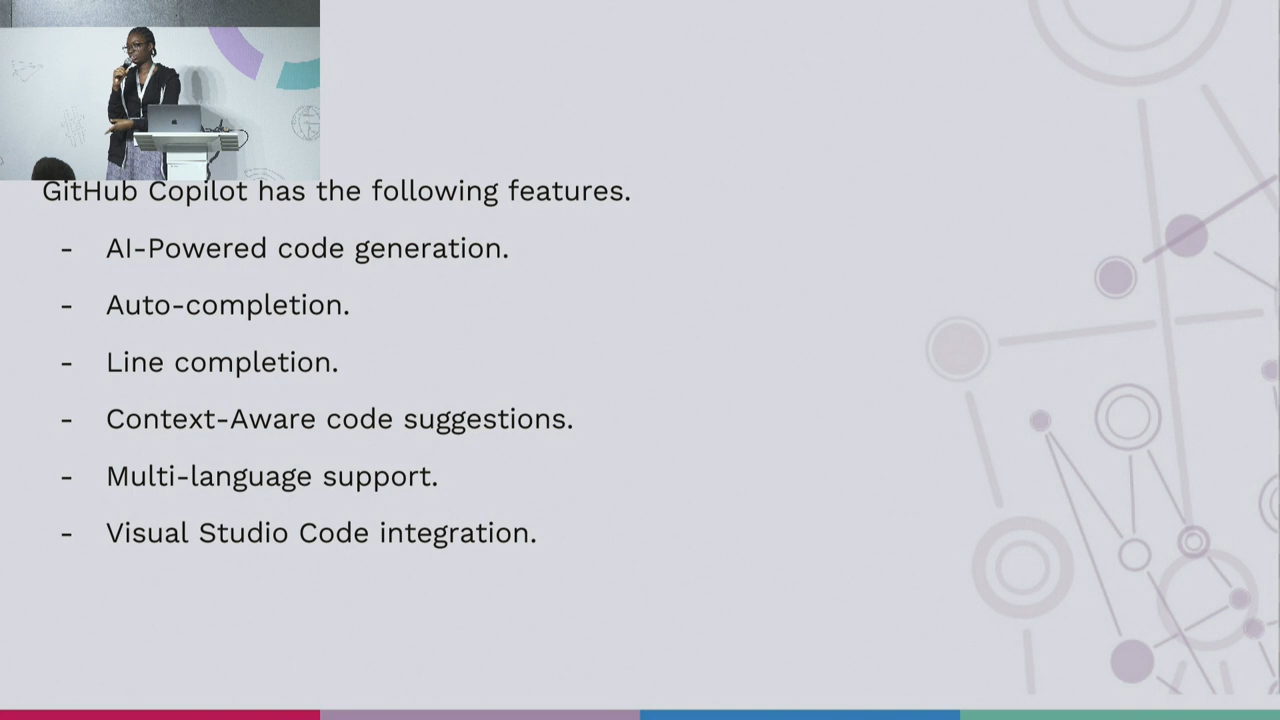 GitHub Copilot has the following features.
- AI-Powered code generation.
- Auto-completion.
- Line completion.
- Context-Aware code suggestions.
- Multi-language support.
- Visual Studio Code integration.